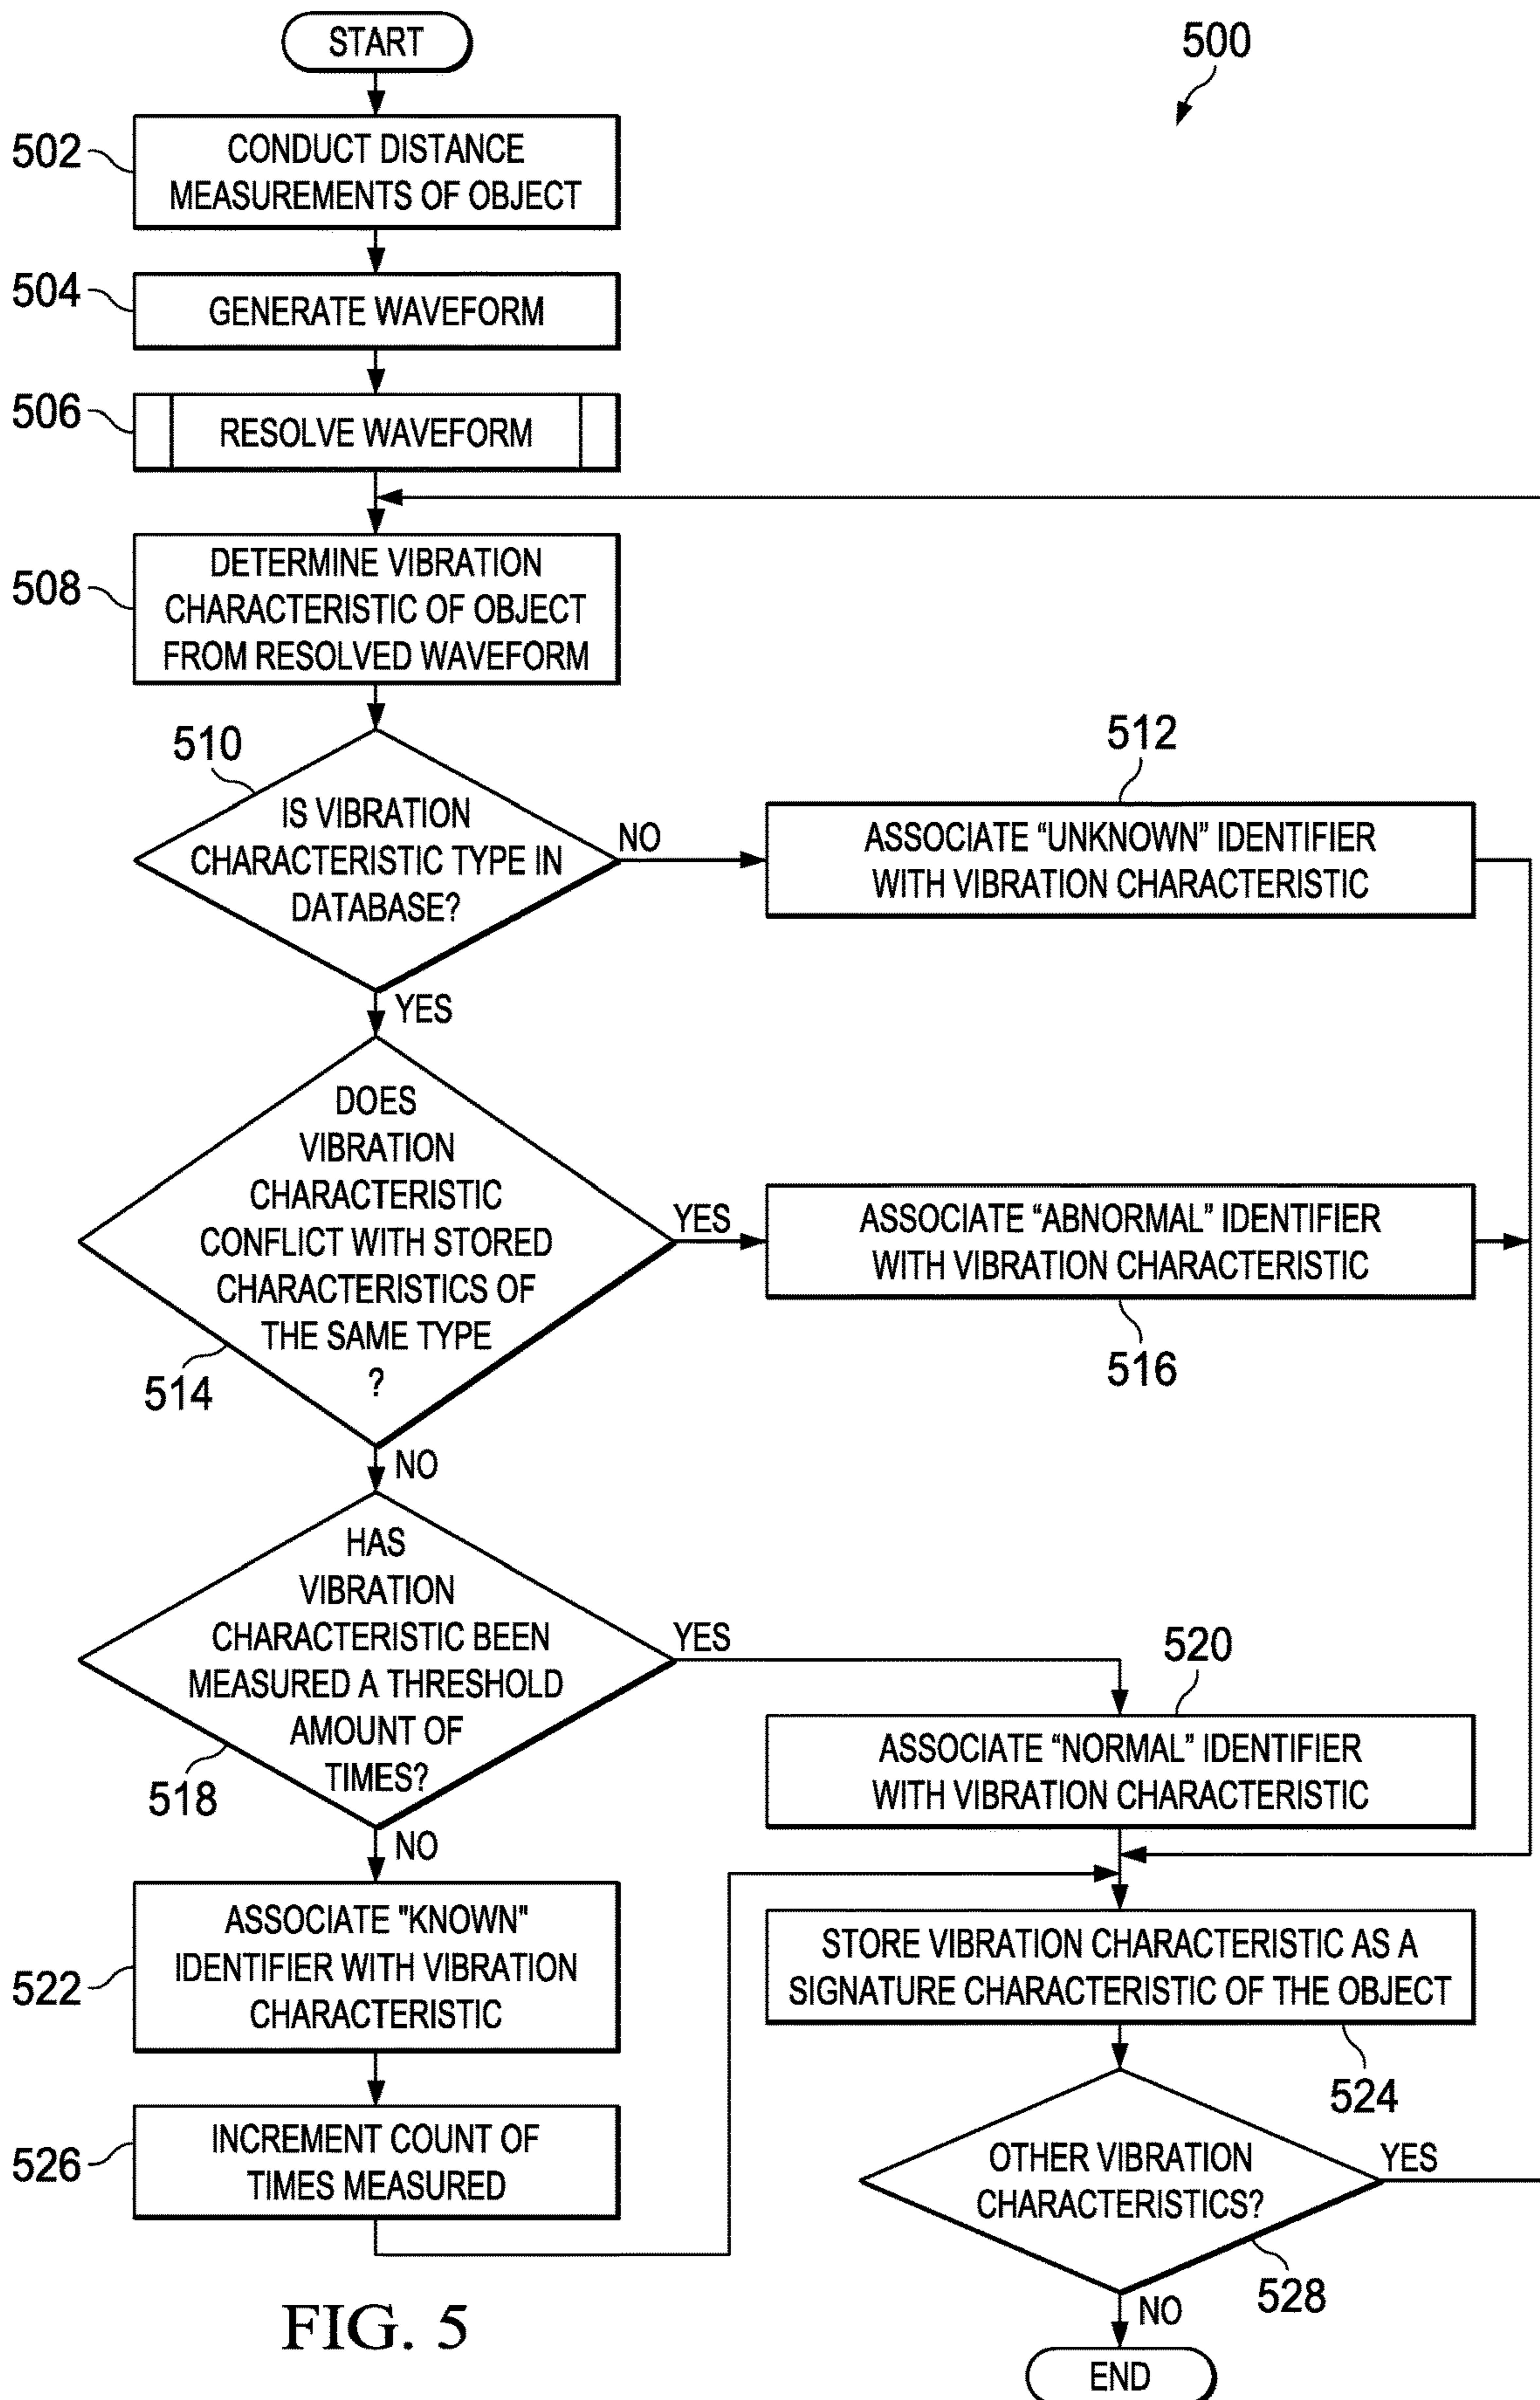 START
500
502
CONDUCT DISTANCE
MEASUREMENTS OF OBJECT
504
GENERATE WAVEFORM
506
RESOLVE WAVEFORM
508
DETERMINE VIBRATION
CHARACTERISTIC OF OBJECT
FROM RESOLVED WAVEFORM
510
IS VIBRATION
CHARACTERISTIC TYPE IN
DATABASE?
NO
512
ASSOCIATE “UNKNOWN” IDENTIFIER
WITH VIBRATION CHARACTERISTIC
YES
DOES
VIBRATION
CHARACTERISTIC
CONFLICT WITH STORED
CHARACTERISTICS OF
THE SAME TYPE
?
514
YES
ASSOCIATE “ABNORMAL” IDENTIFIER
WITH VIBRATION CHARACTERISTIC
516
NO
HAS
VIBRATION
CHARACTERISTIC BEEN
MEASURED A THRESHOLD
AMOUNT OF
TIMES?
518
YES
520
ASSOCIATE “NORMAL” IDENTIFIER
WITH VIBRATION CHARACTERISTIC
NO
522
ASSOCIATE "KNOWN"
IDENTIFIER WITH VIBRATION
CHARACTERISTIC
STORE VIBRATION CHARACTERISTIC AS A
SIGNATURE CHARACTERISTIC OF THE OBJECT
524
526
INCREMENT COUNT OF
TIMES MEASURED
OTHER VIBRATION
CHARACTERISTICS?
YES
528
NO
END
FIG. 5